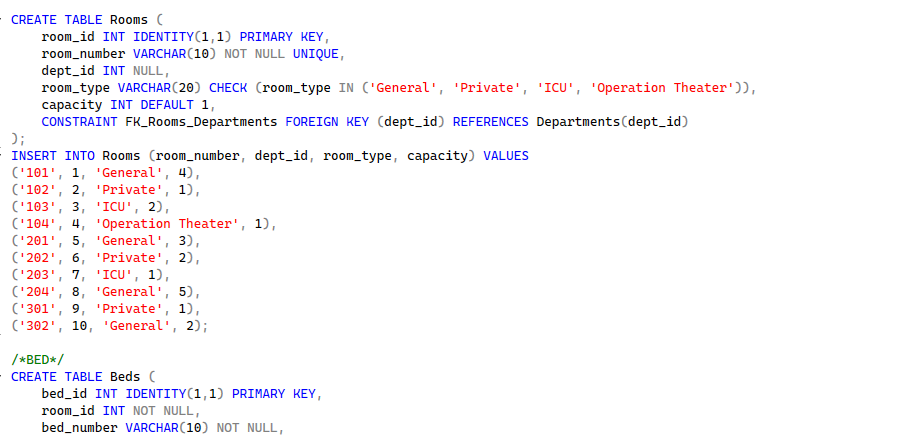 CREATE TABLE Rooms (
    room_id INT IDENTITY(1,1) PRIMARY KEY,
    room_number VARCHAR(10) NOT NULL UNIQUE,
    dept_id INT NULL,
    room_type VARCHAR(20) CHECK (room_type IN ('General', 'Private', 'ICU', 'Operation Theater')),
    capacity INT DEFAULT 1,
    CONSTRAINT FK_Rooms_Departments FOREIGN KEY (dept_id) REFERENCES Departments(dept_id)
);
INSERT INTO Rooms (room_number, dept_id, room_type, capacity) VALUES
('101', 1, 'General', 4),
('102', 2, 'Private', 1),
('103', 3, 'ICU', 2),
('104', 4, 'Operation Theater', 1),
('201', 5, 'General', 3),
('202', 6, 'Private', 2),
('203', 7, 'ICU', 1),
('204', 8, 'General', 5),
('301', 9, 'Private', 1),
('302', 10, 'General', 2);
/*BED*/
CREATE TABLE Beds (
    bed_id INT IDENTITY(1,1) PRIMARY KEY,
    room_id INT NOT NULL,
    bed_number VARCHAR(10) NOT NULL,